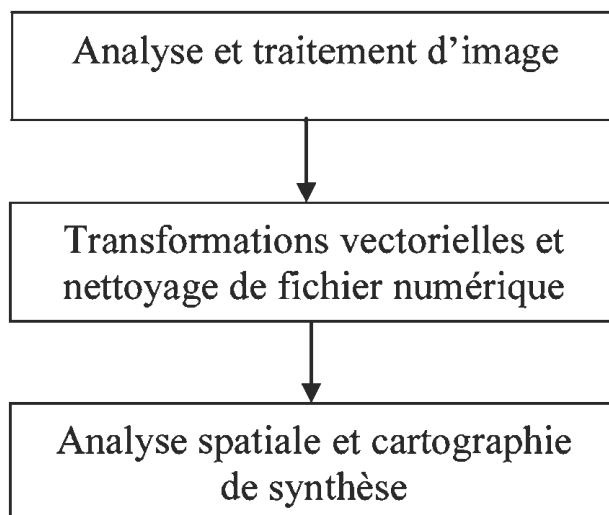 Analyse et traitement d’image
Transformations vectorielles et
nettoyage de fichier numérique
Analyse spatiale et cartographie
de synthèse